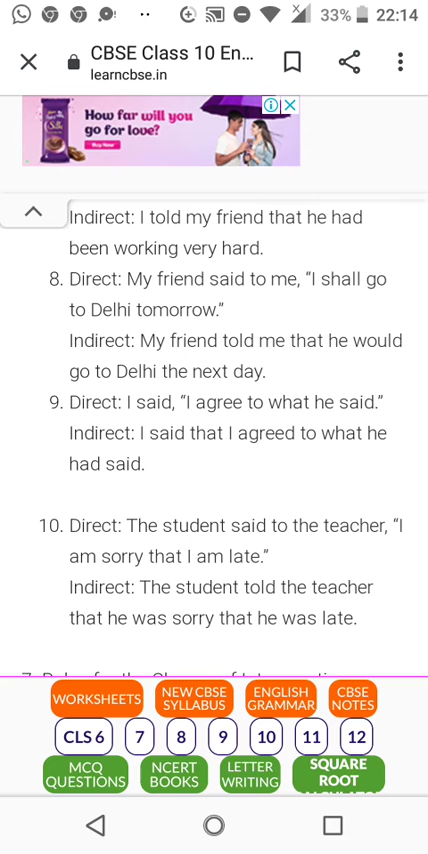 33% 22:14
CBSE Class 10 En...
learncbse.in
How far will you
go for love?
Buy Now
Indirect: I told my friend that he had
been working very hard.
8. Direct: My friend said to me, “I shall go
to Delhi tomorrow.”
Indirect: My friend told me that he would
go to Delhi the next day.
9. Direct: I said, “I agree to what he said.”
Indirect: I said that I agreed to what he
had said.
10. Direct: The student said to the teacher, “I
am sorry that I am late.”
Indirect: The student told the teacher
that he was sorry that he was late.
WORKSHEETS
NEW CBSE SYLLABUS
ENGLISH GRAMMAR
CBSE NOTES
CLS 6 7 8 9 10 11 12
MCQ QUESTIONS
NCERT BOOKS
LETTER WRITING
SQUARE ROOT